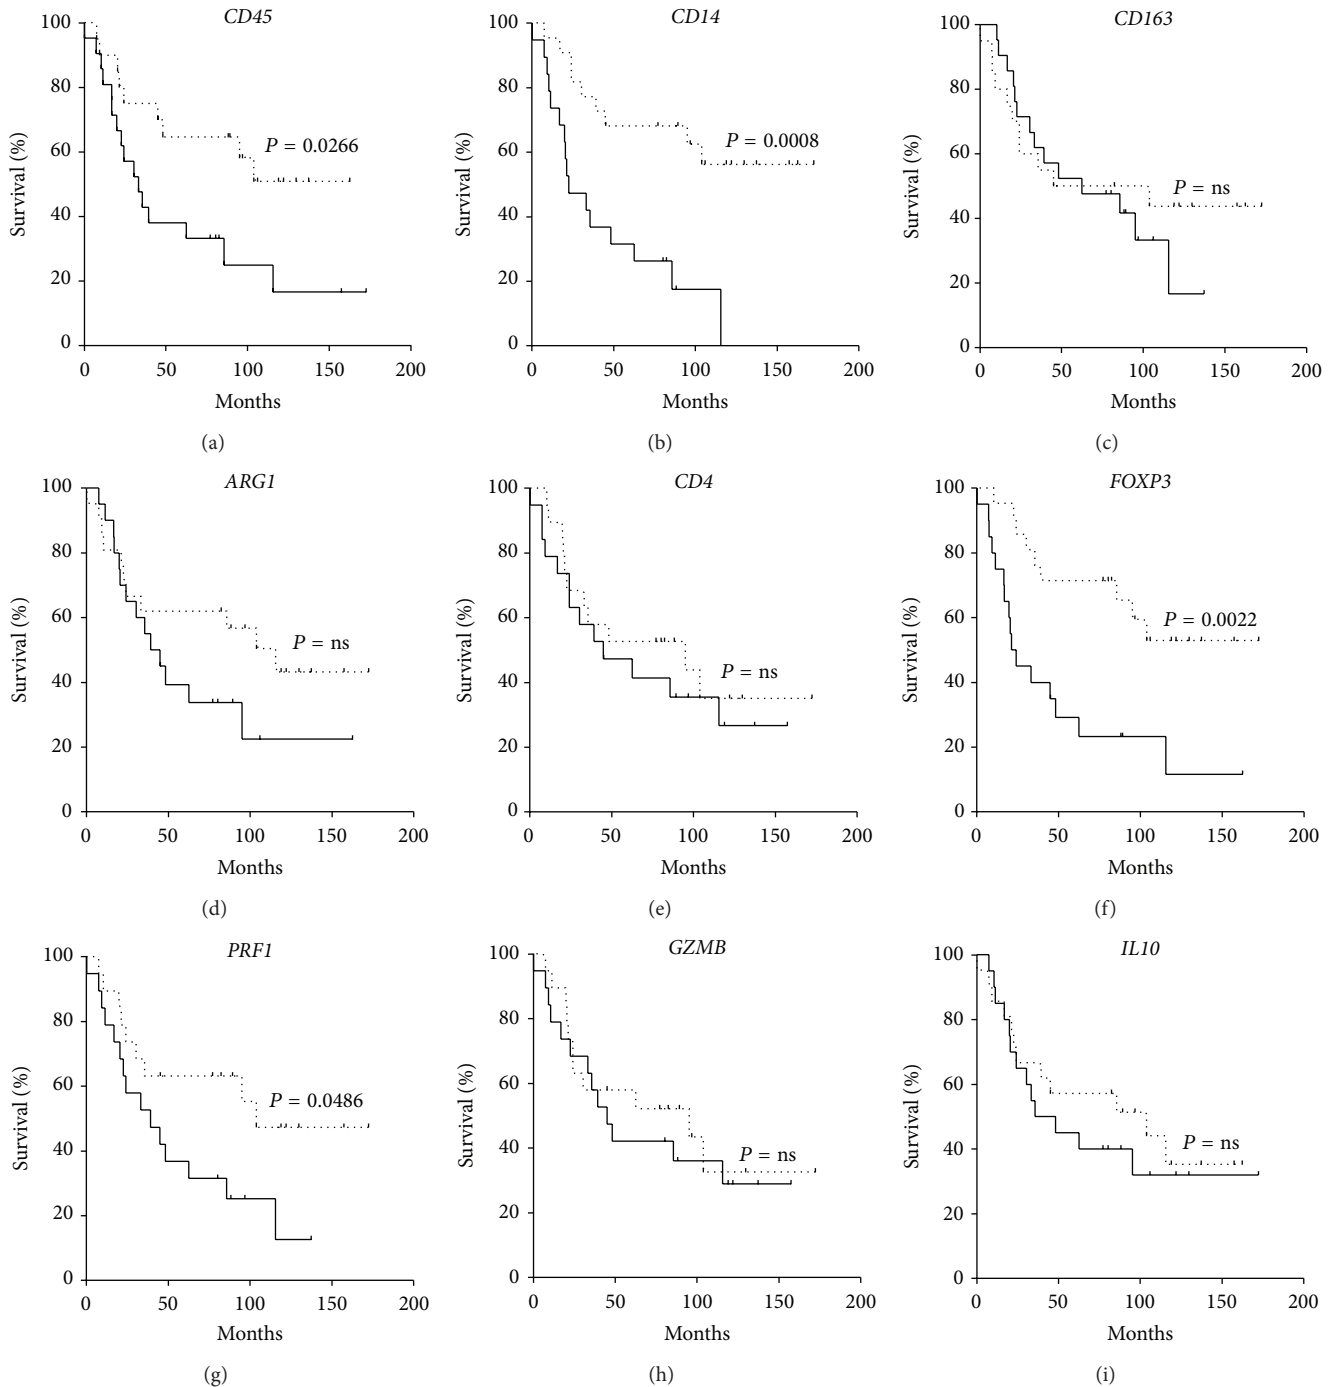 CD45
100
80
60
40
20
0
Survival (%)
P = 0.0266
0 50 100 150 200
Months
(a)
CD14
100
80
60
40
20
0
Survival (%)
P = 0.0008
0 50 100 150 200
Months
(b)
CD163
100
80
60
40
20
0
Survival (%)
P = ns
0 50 100 150 200
Months
(c)
ARG1
100
80
60
40
20
0
Survival (%)
P = ns
0 50 100 150 200
Months
(d)
CD4
100
80
60
40
20
0
Survival (%)
P = ns
0 50 100 150 200
Months
(e)
FOXP3
100
80
60
40
20
0
Survival (%)
P = 0.0022
0 50 100 150 200
Months
(f)
PRF1
100
80
60
40
20
0
Survival (%)
P = 0.0486
0 50 100 150 200
Months
(g)
GZMB
100
80
60
40
20
0
Survival (%)
P = ns
0 50 100 150 200
Months
(h)
IL10
100
80
60
40
20
0
Survival (%)
P = ns
0 50 100 150 200
Months
(i)